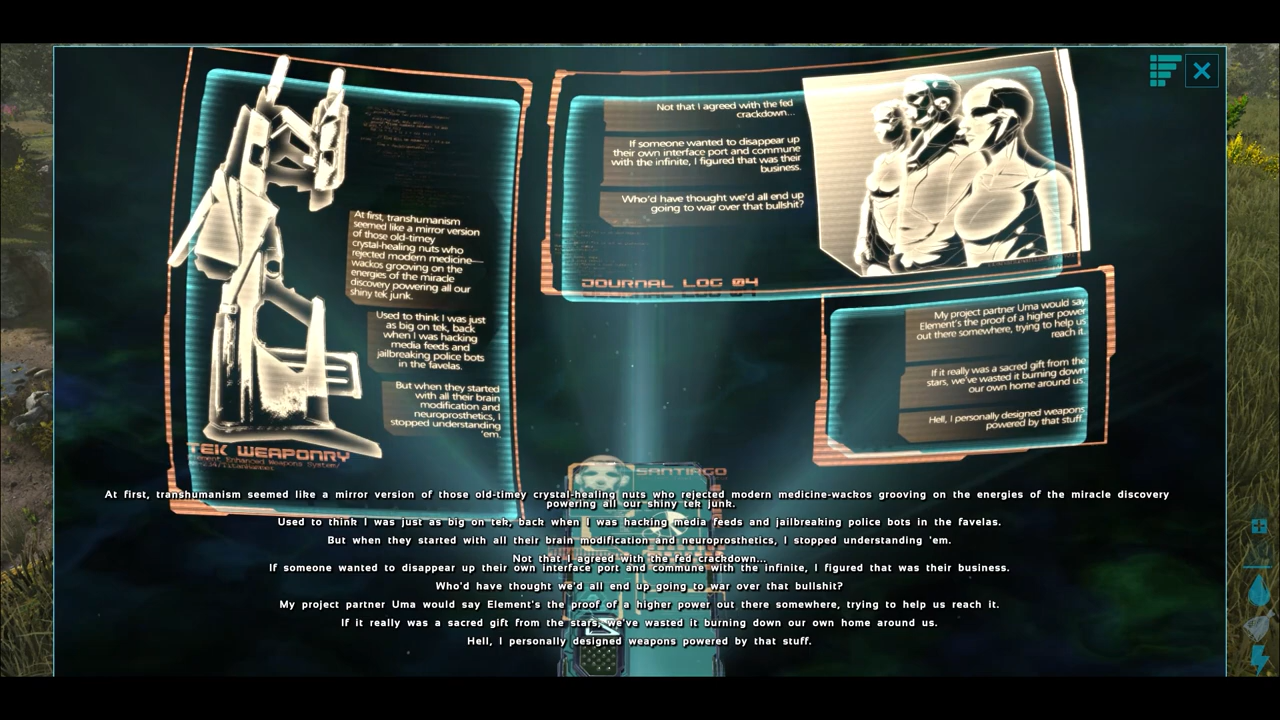 At first, transhumanism
seemed like a mirror version
of those old-timey
crystal-healing nuts who
rejected modern medicine—
wackos grooving on the
energies of the miracle
discovery powering all our
shiny tek junk.
Used to think I was just
as big on tek, back
when I was hacking
media feeds and
jailbreaking police bots
in the favelas.
But when they started
with all their brain
modification and
neuroprosthetics, I
stopped understanding
'em.
TEK WEAPONRY
Not that I agreed with the fed
crackdown...
If someone wanted to disappear up
their own interface port and commune
with the infinite, I figured that was their
business.
Who'd have thought we'd all end up
going to war over that bullshit?
JOURNAL LOG 04
My project partner Uma would say
Element's the proof of a higher power
out there somewhere, trying to help us
reach it.
If it really was a sacred gift from the
stars, we've wasted it burning down
our own home around us.
Hell, I personally designed weapons
powered by that stuff.
SANTIAGO
At first, transhumanism seemed like a mirror version of those old-timey crystal-healing nuts who rejected modern medicine-wackos grooving on the energies of the miracle discovery
powering all our shiny tek junk.
Used to think I was just as big on tek, back when I was hacking media feeds and jailbreaking police bots in the favelas.
But when they started with all their brain modification and neuroprosthetics, I stopped understanding 'em.
Not that I agreed with the fed crackdown...
If someone wanted to disappear up their own interface port and commune with the infinite, I figured that was their business.
Who'd have thought we'd all end up going to war over that bullshit?
My project partner Uma would say Element's the proof of a higher power out there somewhere, trying to help us reach it.
If it really was a sacred gift from the stars, we've wasted it burning down our own home around us.
Hell, I personally designed weapons powered by that stuff.